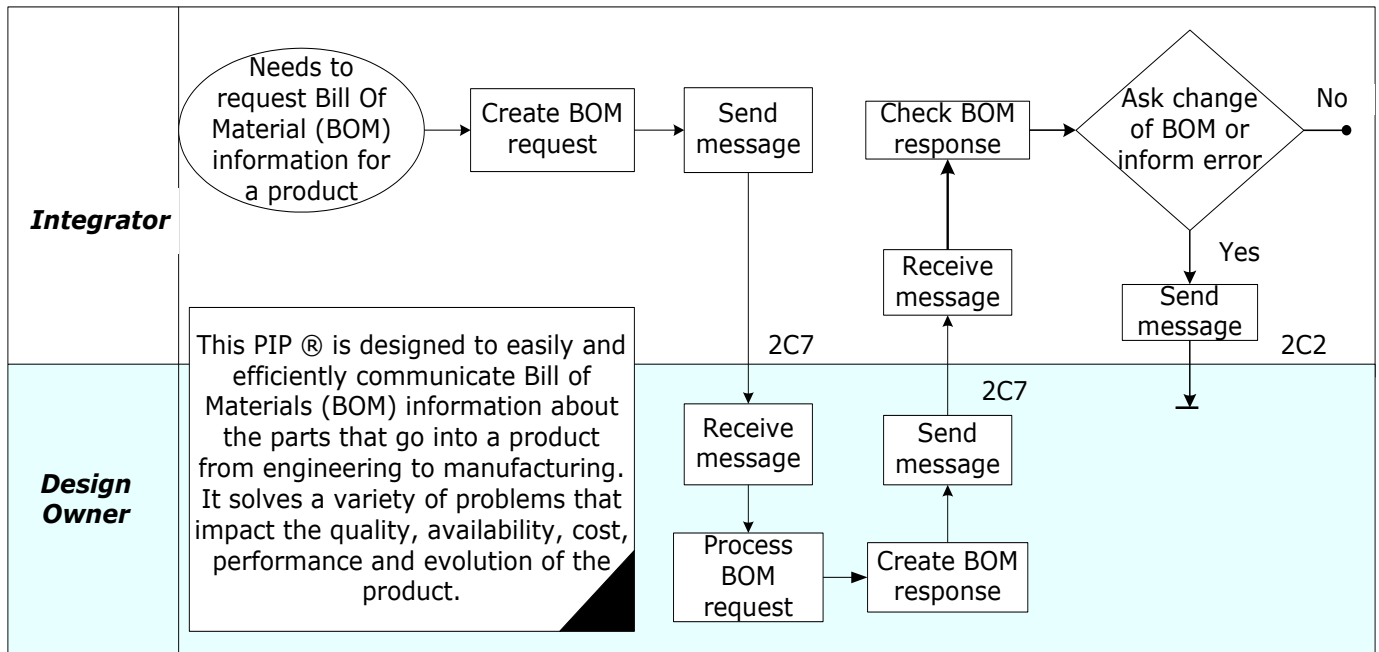 Integrator
Needs to
request Bill Of
Material (BOM)
information for
a product
Create BOM
request
Send
message
Check BOM
response
Ask change
of BOM or
inform error
No
Yes
Receive
message
Send
message
2C7
2C2
Design
Owner
This PIP ® is designed to easily and
efficiently communicate Bill of
Materials (BOM) information about
the parts that go into a product
from engineering to manufacturing.
It solves a variety of problems that
impact the quality, availability, cost,
performance and evolution of the
product.
Receive
message
Process
BOM
request
Create BOM
response
Send
message
2C7